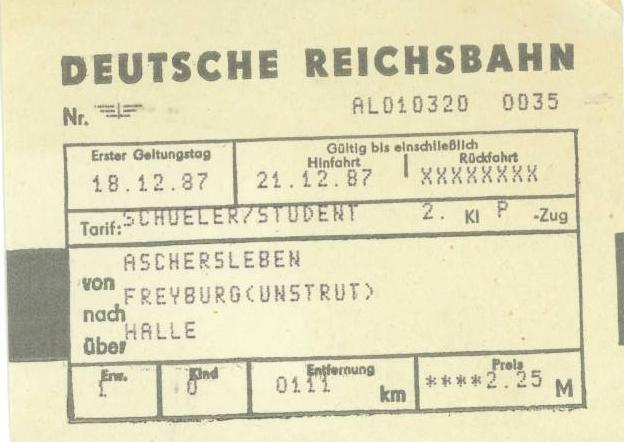 DEUTSCHE REICHSBAHN
Nr. AL010320 0035
Erster Geltungstag
Gültig bis einschließlich
Hinfahrt Rückfahrt
18.12.87 21.12.87 XXXXXXXX
Tarif: SCHUELER/STUDENT 2. Kl P -Zug
von ASCHERSLEBEN
nach FREYBURG(UNSTRUT)
über HALLE
Erw. Kind Entfernung Preis
1 0 0111 km ****2.25 M